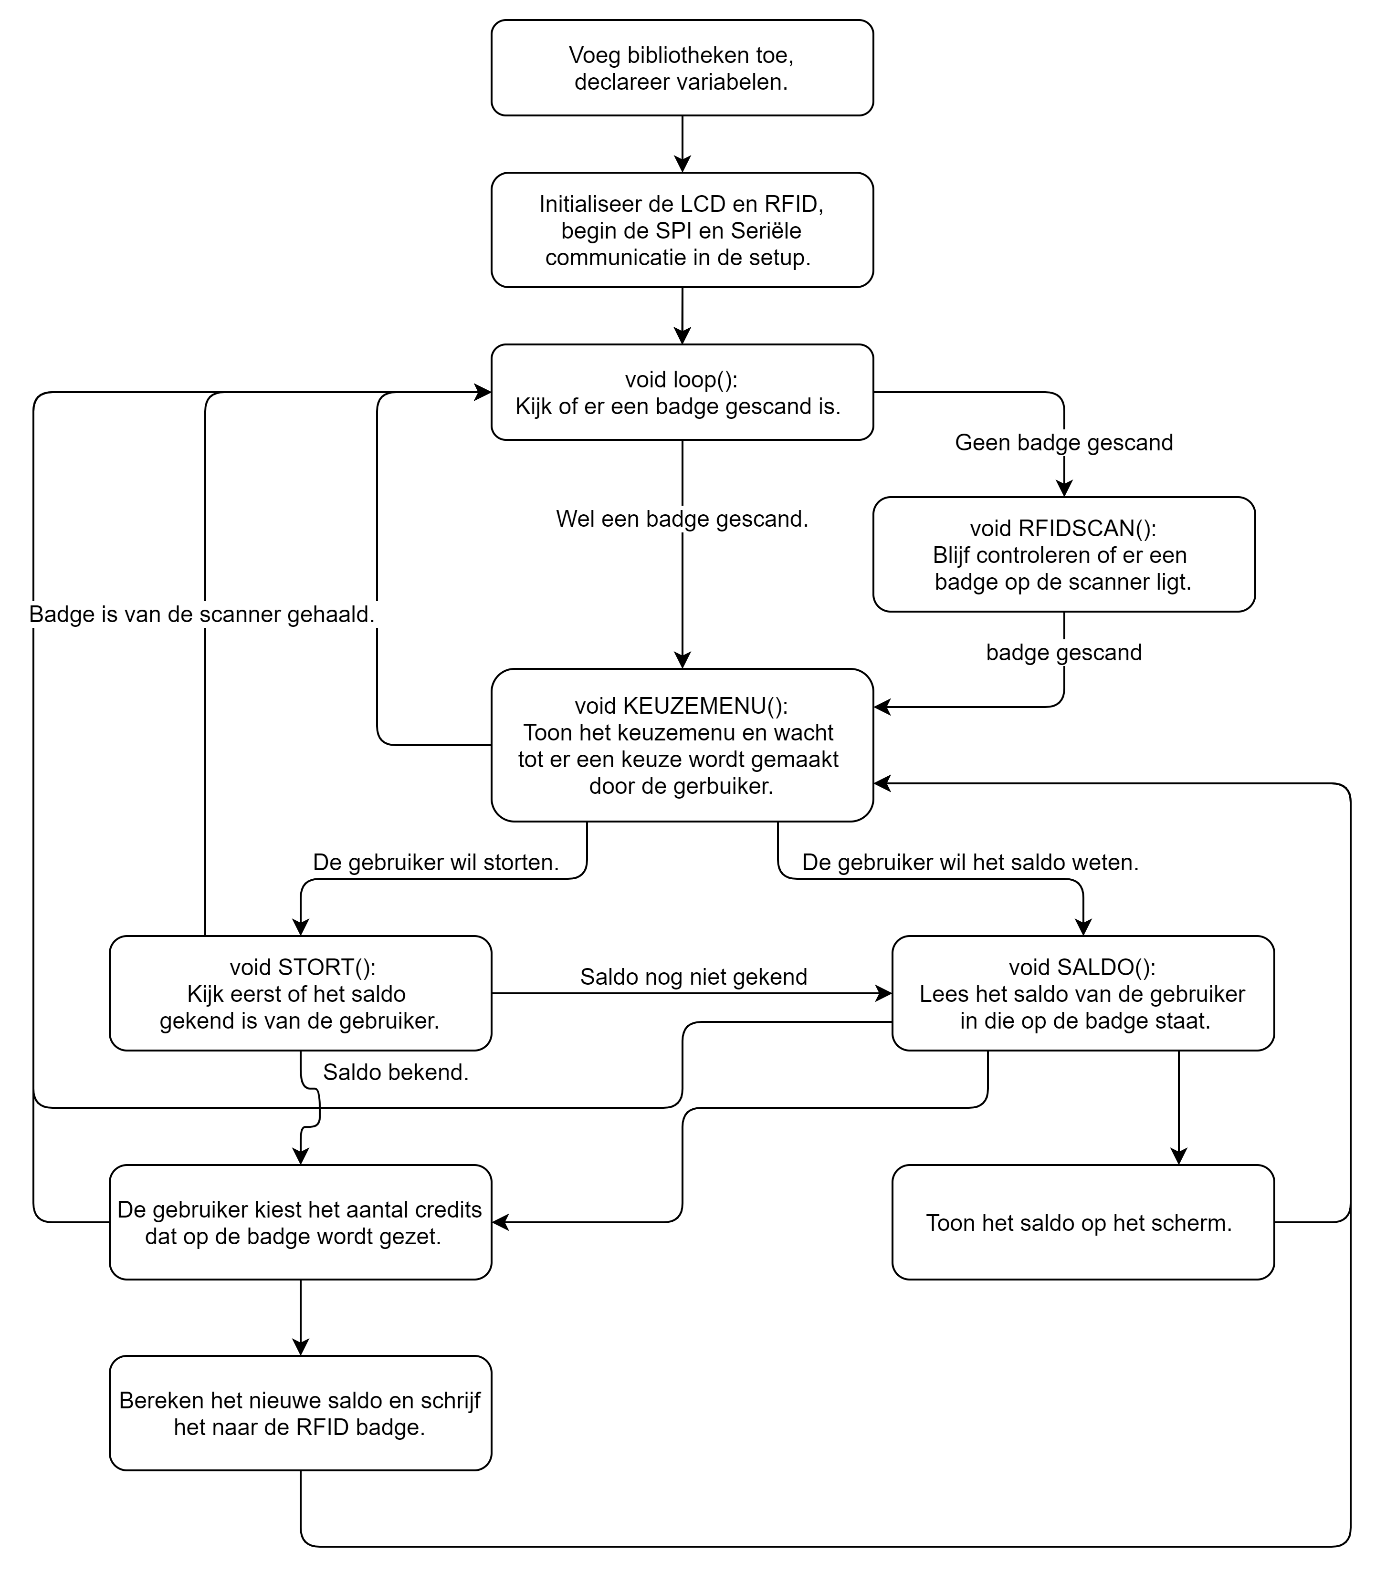 Voeg bibliotheken toe,
declareer variabelen.
Initialiseer de LCD en RFID,
begin de SPI en Seriële
communicatie in de setup.
void loop():
Kijk of er een badge gescand is.
Geen badge gescand
Wel een badge gescand.
void RFIDSCAN():
Blijf controleren of er een
badge op de scanner ligt.
Badge is van de scanner gehaald.
badge gescand
void KEUZEMENU():
Toon het keuzemenu en wacht
tot er een keuze wordt gemaakt
door de gerbuiker.
De gebruiker wil storten.
De gebruiker wil het saldo weten.
void STORT():
Kijk eerst of het saldo
gekend is van de gebruiker.
Saldo nog niet gekend
void SALDO():
Lees het saldo van de gebruiker
in die op de badge staat.
Saldo bekend.
De gebruiker kiest het aantal credits
dat op de badge wordt gezet.
Toon het saldo op het scherm.
Bereken het nieuwe saldo en schrijf
het naar de RFID badge.